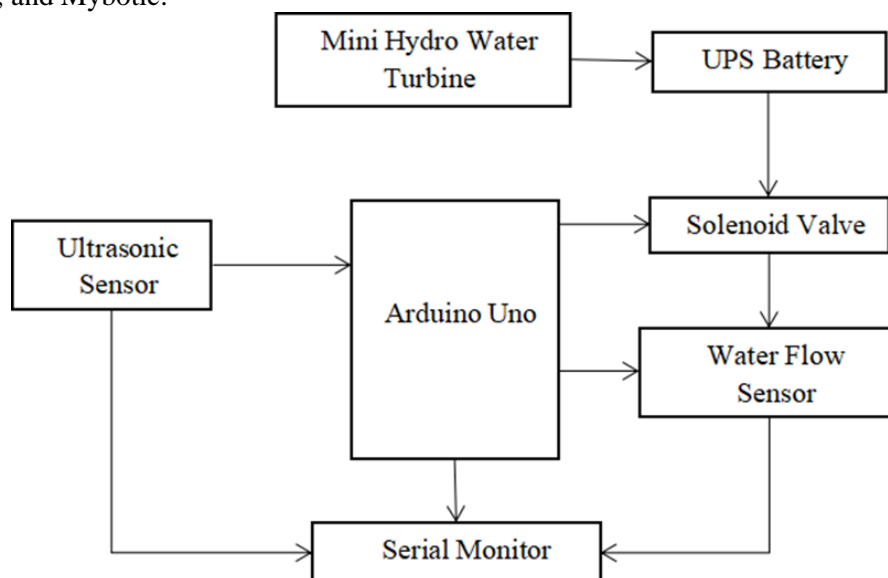 and Mybotic.
Mini Hydro Water
Turbine
UPS Battery
Solenoid Valve
Ultrasonic
Sensor
Arduino Uno
Water Flow
Sensor
Serial Monitor